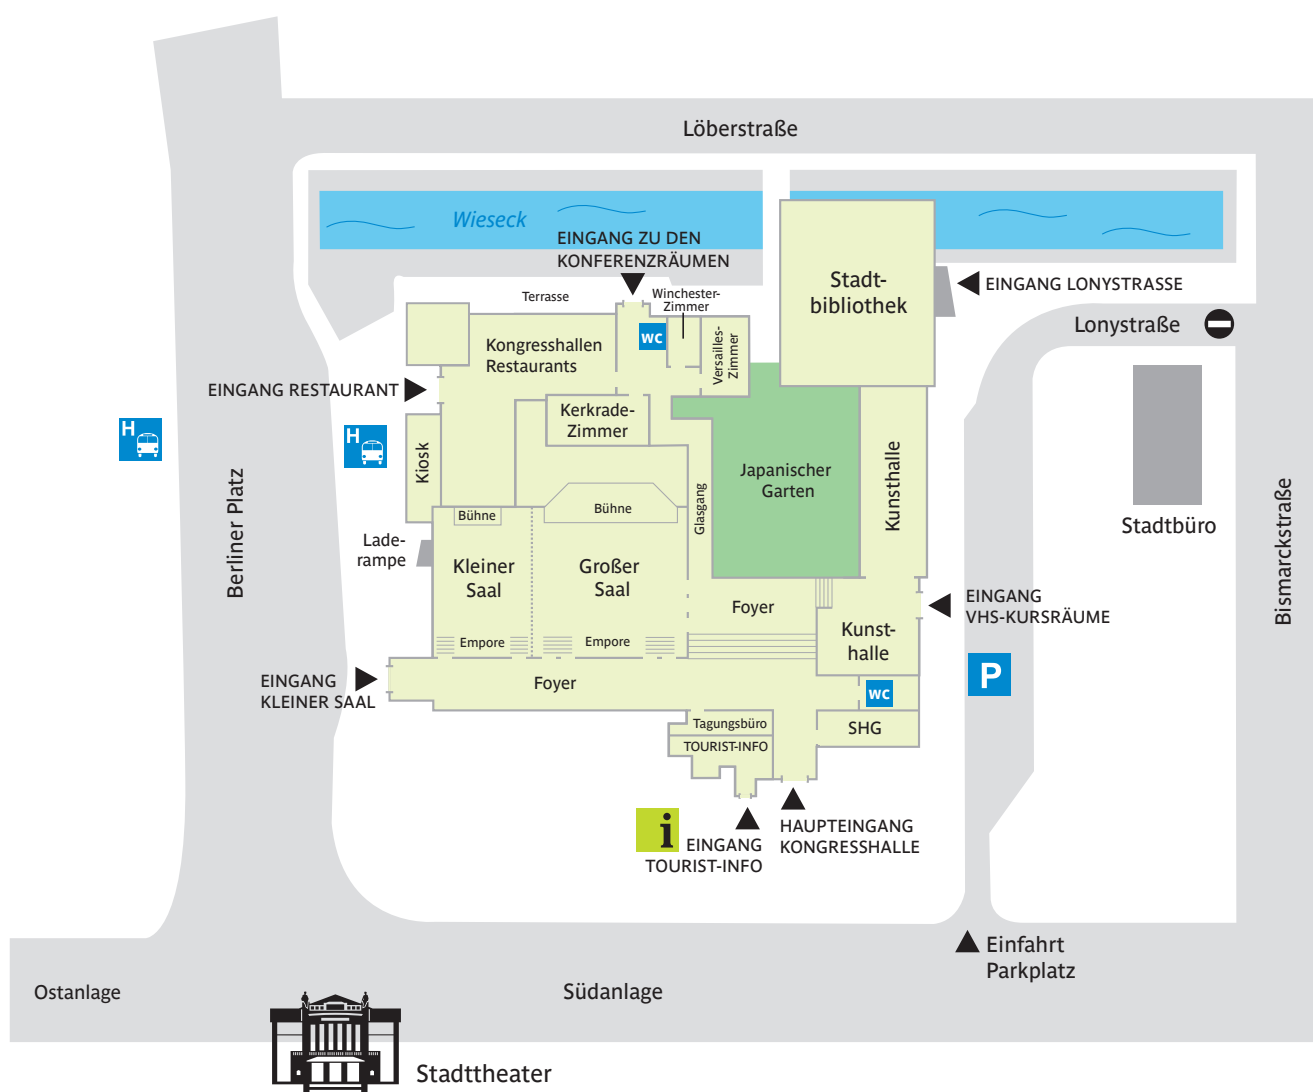 Löberstraße
Wieseck
EINGANG ZU DEN
KONFERENZRÄUMEN
Stadt-
bibliothek
EINGANG LONYSTRASSE
Terrasse
Winchester-
Zimmer
Lonystraße
WC
Versailles-
Zimmer
Kongresshallen
Restaurants
EINGANG RESTAURANT
Kerkrade-
Zimmer
H
H
Kiosk
Japanischer
Garten
Glasgang
Kunsthalle
Berliner Platz
Bismarckstraße
Stadtbüro
Bühne
Bühne
Lade-
rampe
Kleiner
Saal
Großer
Saal
Foyer
EINGANG
VHS-KURSRÄUME
Kunst-
halle
Empore
Empore
P
EINGANG
KLEINER SAAL
Foyer
WC
Tagungsbüro
SHG
TOURIST-INFO
i
EINGANG
TOURIST-INFO
HAUPTEINGANG
KONGRESSHALLE
Einfahrt
Parkplatz
Ostanlage
Südanlage
Stadttheater